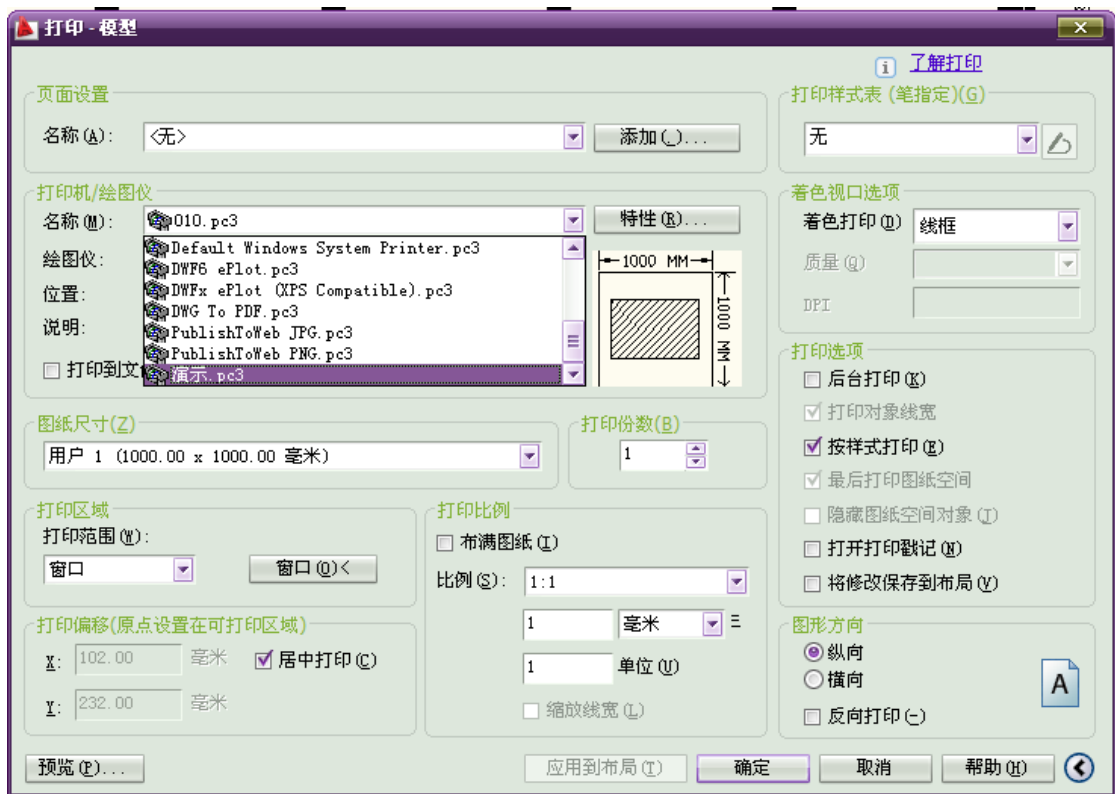 打印 - 模型
了解打印
页面设置
名称(A):
<无>
添加(.)...
打印样式表 (笔指定)(G)
无
打印机/绘图仪
名称(M):
010.pc3
特性(R)...
绘图仪:
位置:
说明:
打印到文
Default Windows System Printer.pc3
DWF6 ePlot.pc3
DWFx ePlot (XPS Compatible).pc3
DWG To PDF.pc3
PublishToWeb JPG.pc3
PublishToWeb PNG.pc3
演示.pc3
1000 MM
1000 MM
着色视口选项
着色打印(D)
线框
质量(Q)
DPI
图纸尺寸(Z)
用户 1 (1000.00 x 1000.00 毫米)
打印份数(B)
1
打印选项
后台打印(K)
打印对象线宽
按样式打印(E)
最后打印图纸空间
隐藏图纸空间对象(J)
打开打印戳记(N)
将修改保存到布局(V)
打印区域
打印范围(W):
窗口
窗口(O)<
打印比例
布满图纸(I)
比例(S):
1:1
1
毫米
1
单位(U)
缩放线宽(L)
打印偏移(原点设置在可打印区域)
X:
102.00
毫米
居中打印(C)
Y:
232.00
毫米
图形方向
纵向
横向
反向打印(-)
A
预览(P)...
应用到布局(T)
确定
取消
帮助(H)